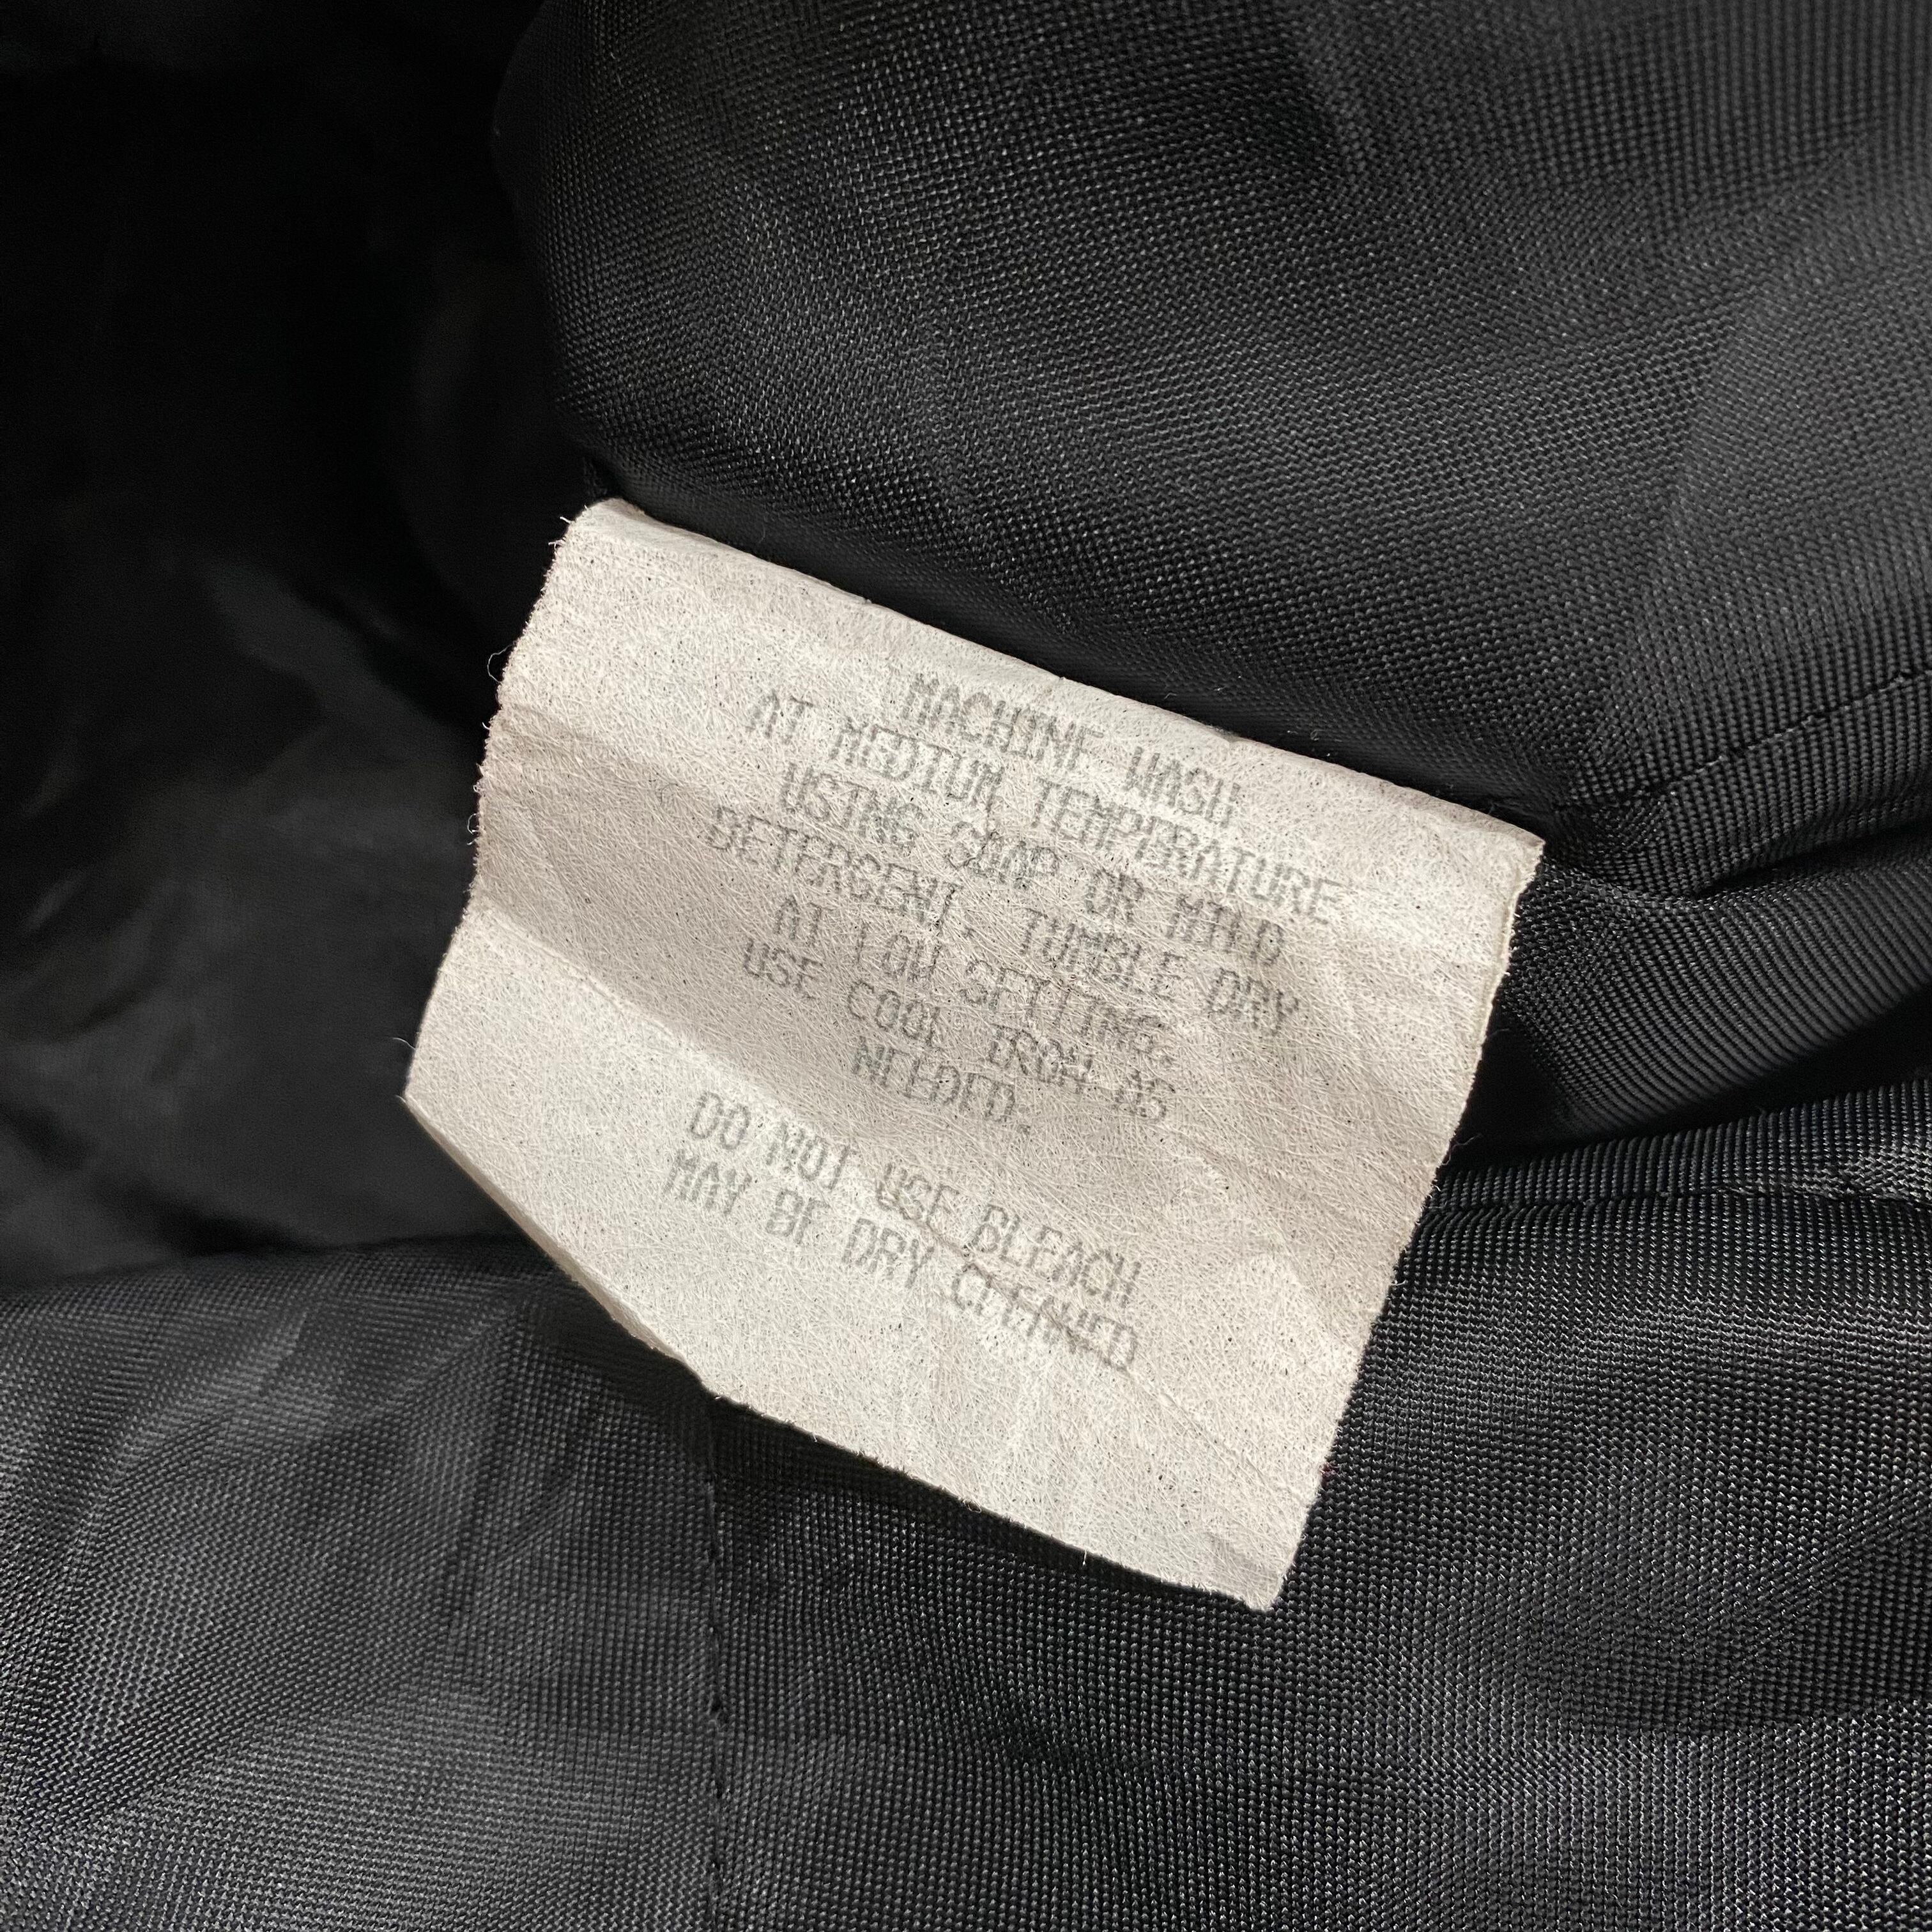 MACHINE WASH
AT MEDIUM TEMPERATURE
USING SOAP OR MILD
DETERGENT. TUMBLE DRY
AT LOW SETTING.
USE COOL IRON AS
NEEDED.
DO NOT USE BLEACH
MAY BE DRY CLEANED